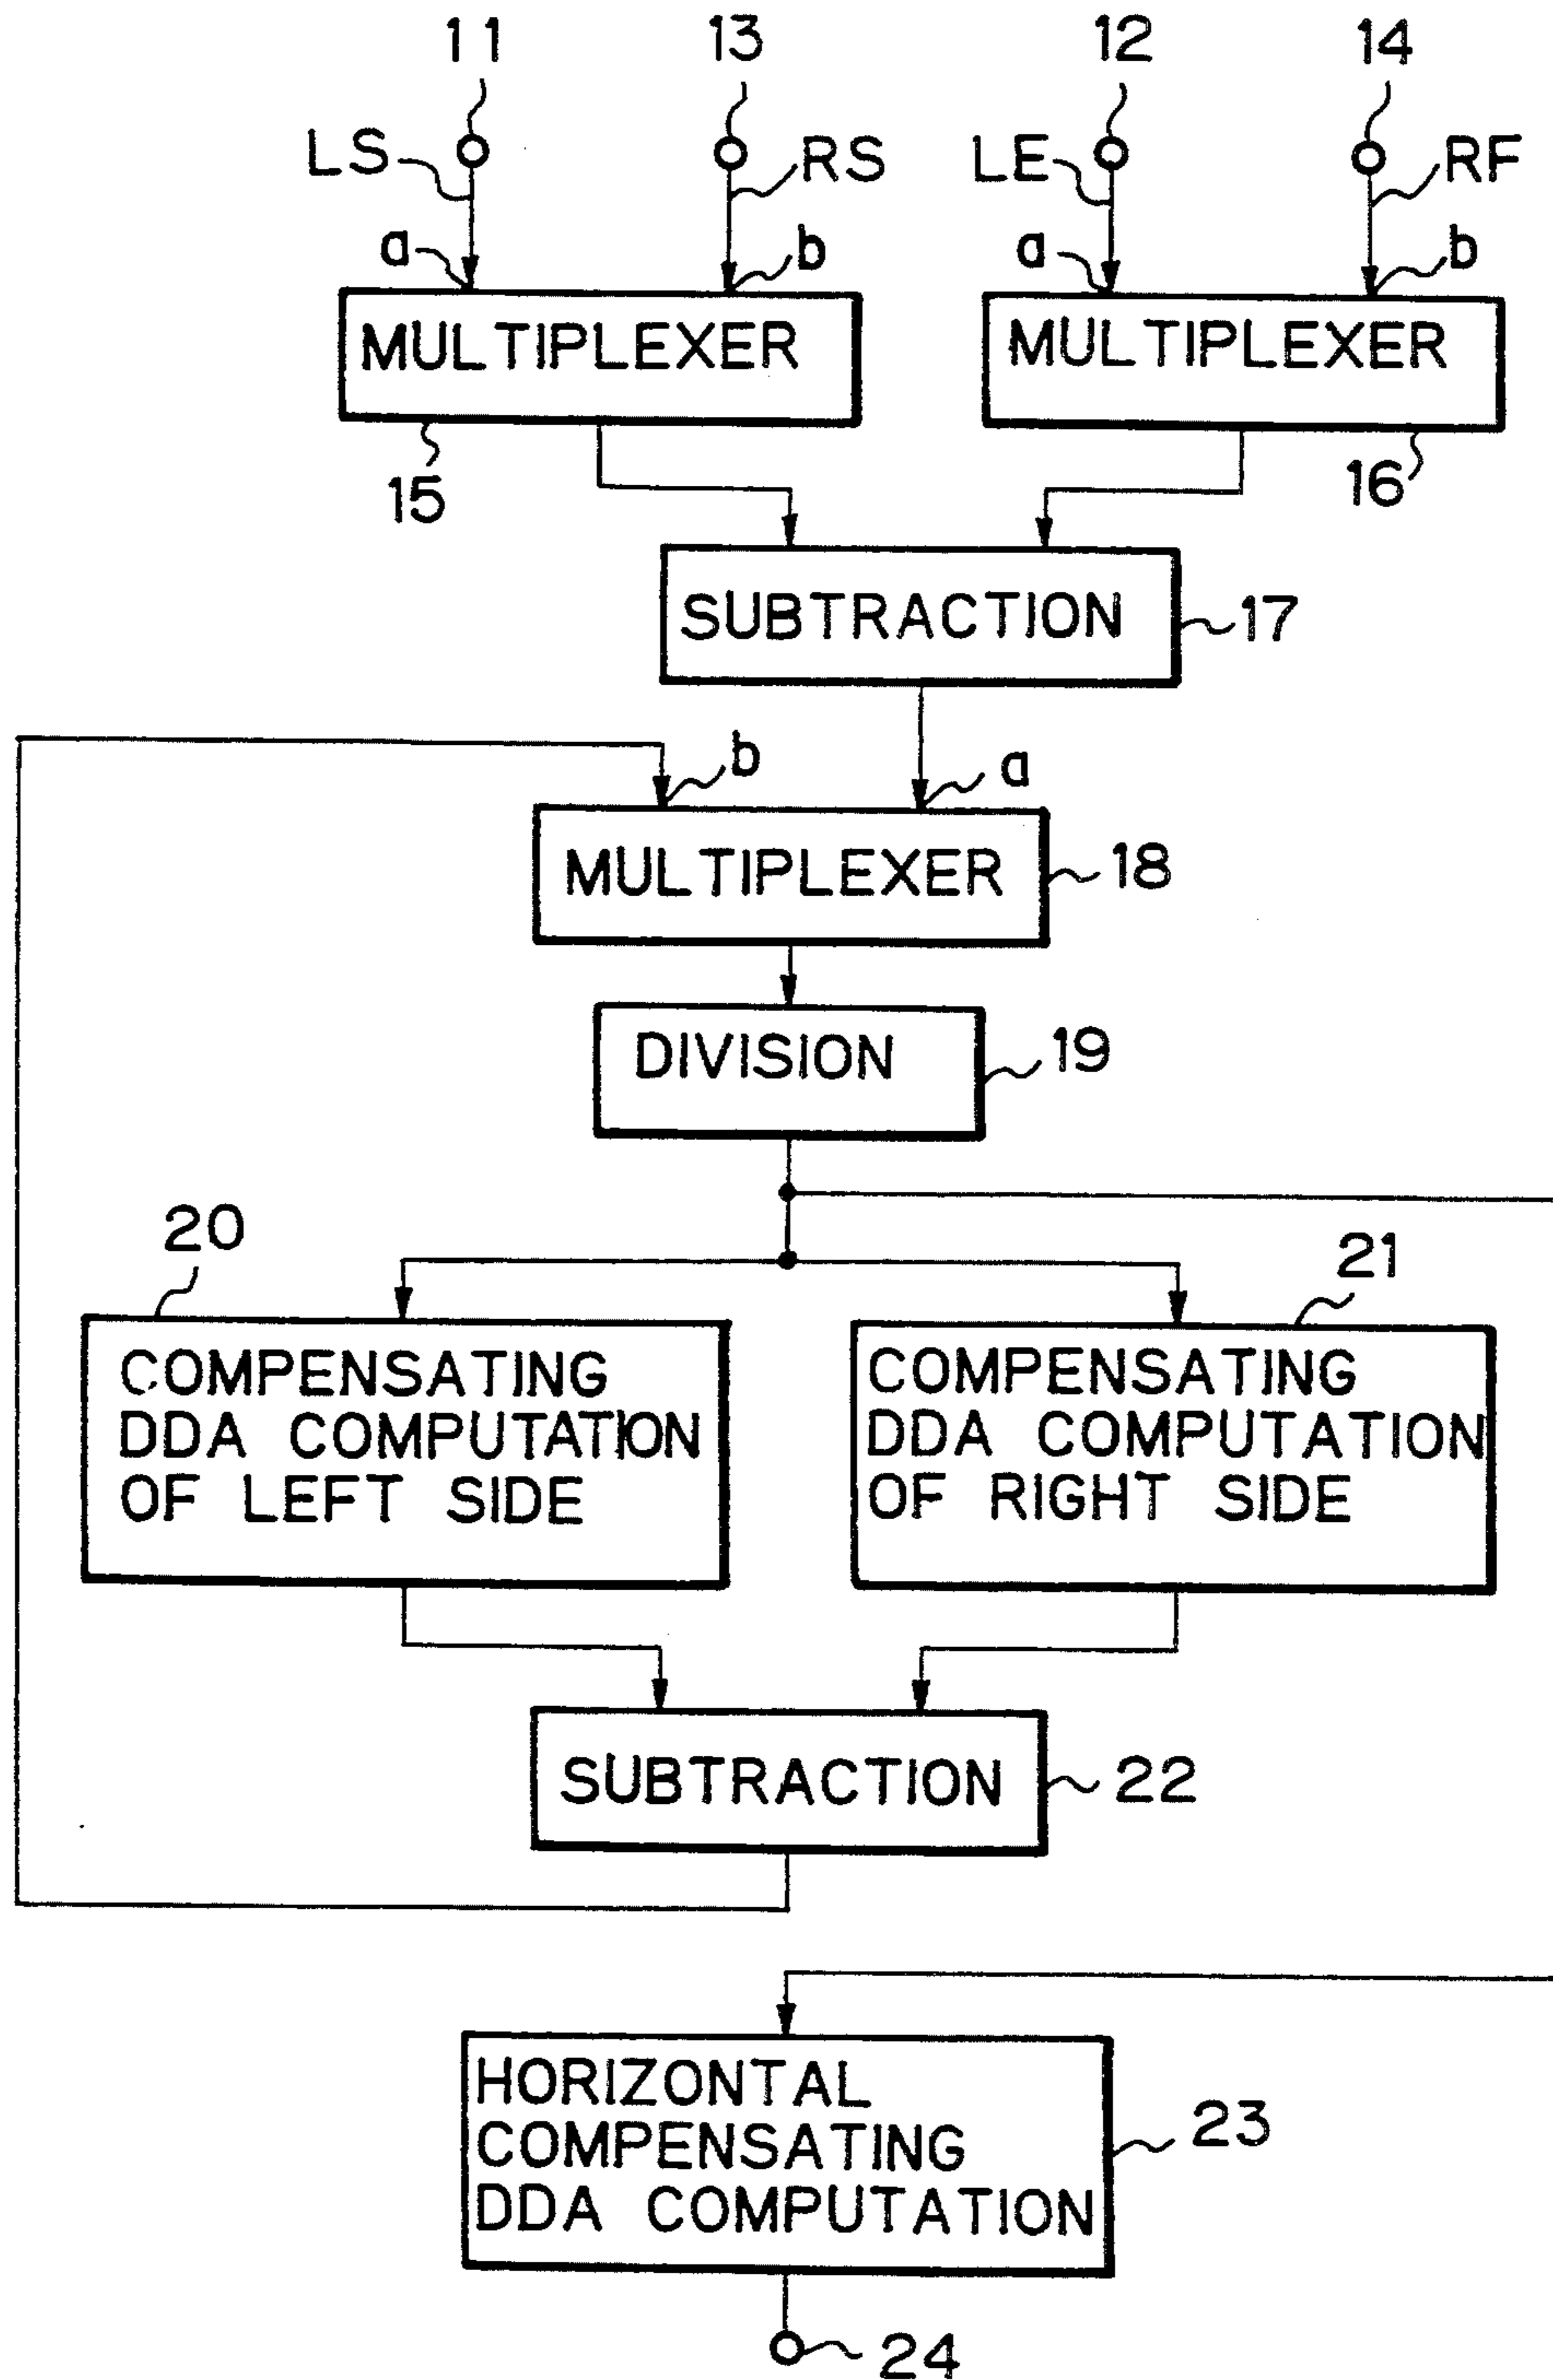 11 13 12 14
LS RS LE RF
a b a b
MULTIPLEXER MULTIPLEXER
15 16
SUBTRACTION 17
b a
MULTIPLEXER 18
DIVISION 19
20 21
COMPENSATING
DDA COMPUTATION
OF LEFT SIDE
COMPENSATING
DDA COMPUTATION
OF RIGHT SIDE
SUBTRACTION 22
HORIZONTAL
COMPENSATING
DDA COMPUTATION
23
24